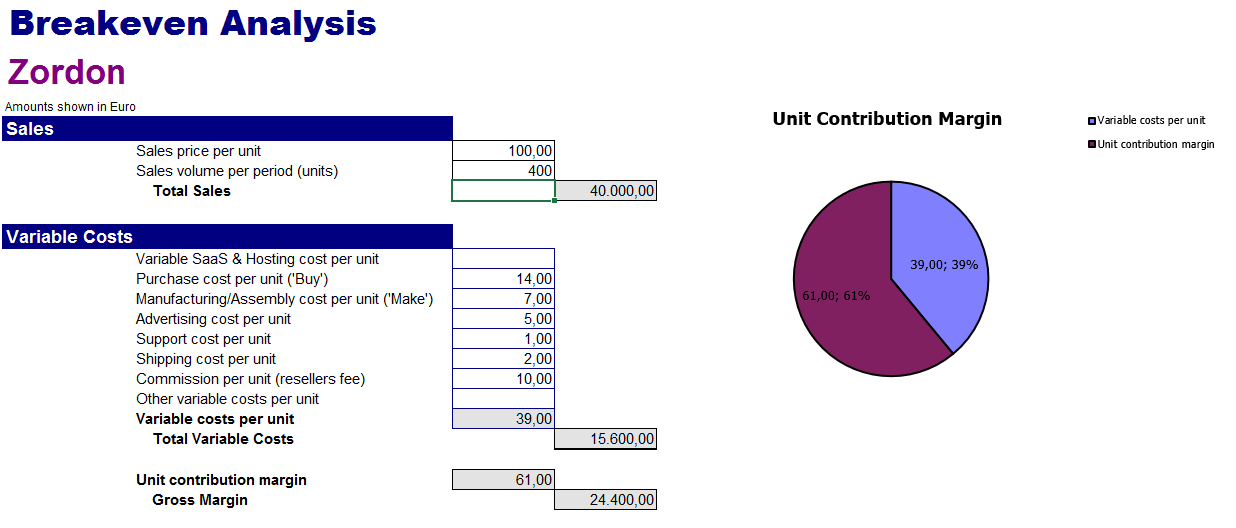 Breakeven Analysis
Zordon
Amounts shown in Euro
Sales
Sales price per unit 100,00
Sales volume per period (units) 400
Total Sales 40.000,00
Variable Costs
Variable SaaS & Hosting cost per unit
Purchase cost per unit ('Buy') 14,00
Manufacturing/Assembly cost per unit ('Make') 7,00
Advertising cost per unit 5,00
Support cost per unit 1,00
Shipping cost per unit 2,00
Commission per unit (resellers fee) 10,00
Other variable costs per unit
Variable costs per unit 39,00
Total Variable Costs 15.600,00
Unit contribution margin 61,00
Gross Margin 24.400,00
Unit Contribution Margin
Variable costs per unit
Unit contribution margin
39,00; 39%
61,00; 61%